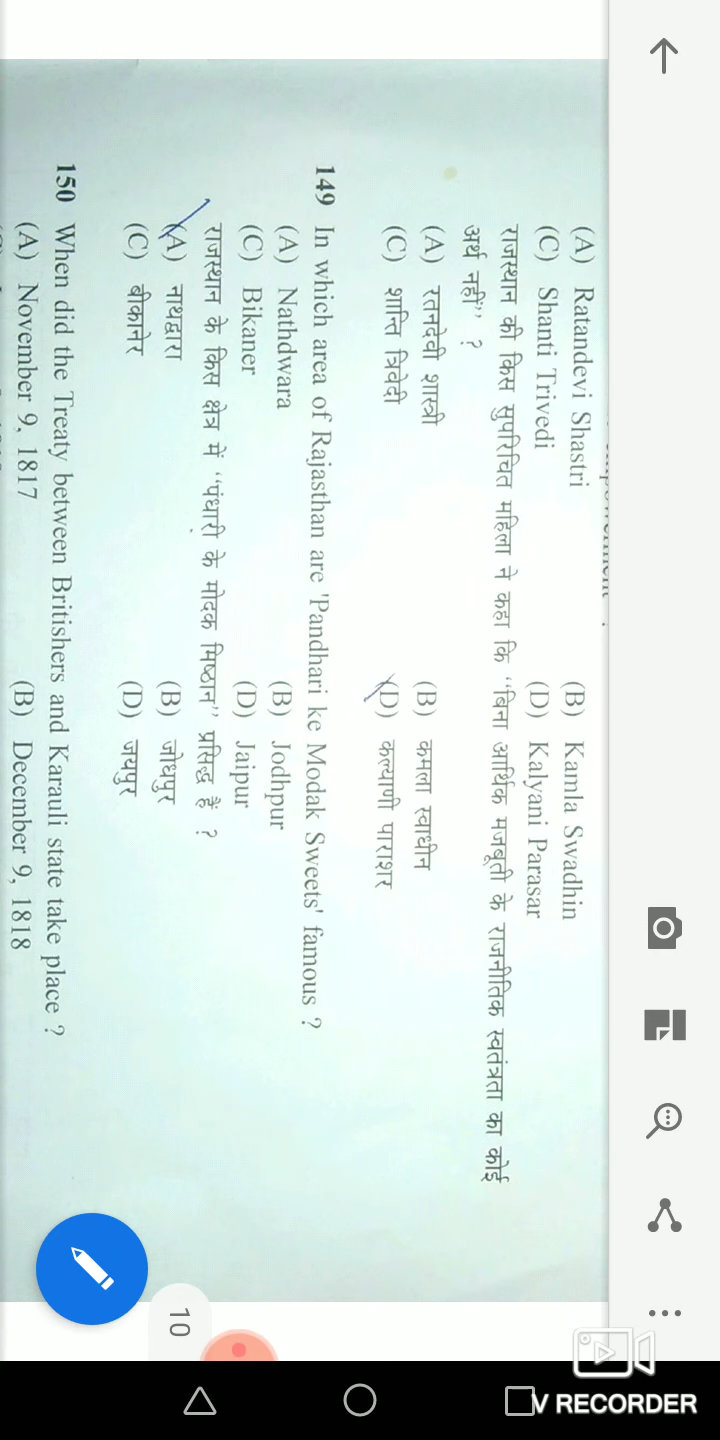 (A) Ratandevi Shastri (B) Kamla Swadhin
(C) Shanti Trivedi (D) Kalyani Parasar
राजस्थान की किस सुपरिचित महिला ने कहा कि “बिना आर्थिक मजबूती के राजनीतिक स्वतंत्रता का कोई
अर्थ नहीं” ?
(A) रतनदेवी शास्त्री (B) कमला स्वाधीन
(C) शान्ति त्रिवेदी (D) कल्याणी पाराशर
149 In which area of Rajasthan are 'Pandhari ke Modak Sweets' famous ?
(A) Nathdwara (B) Jodhpur
(C) Bikaner (D) Jaipur
राजस्थान के किस क्षेत्र में “पंधारी के मोदक मिष्ठान” प्रसिद्ध हैं ?
(A) नाथद्वारा (B) जोधपुर
(C) बीकानेर (D) जयपुर
150 When did the Treaty between Britishers and Karauli state take place ?
(A) November 9, 1817 (B) December 9, 1818
10
V RECORDER